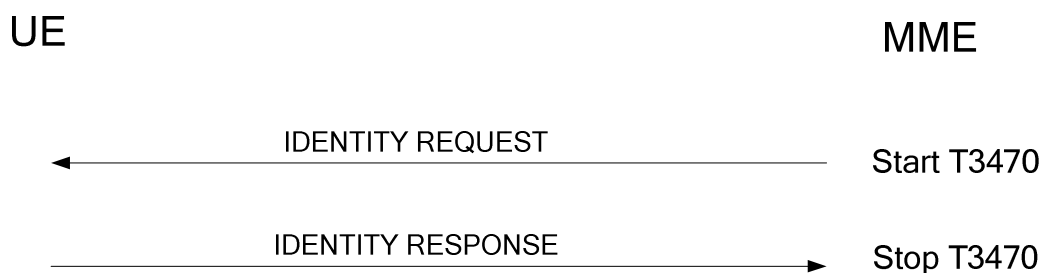 UE
MME
IDENTITY REQUEST
Start T3470
IDENTITY RESPONSE
Stop T3470